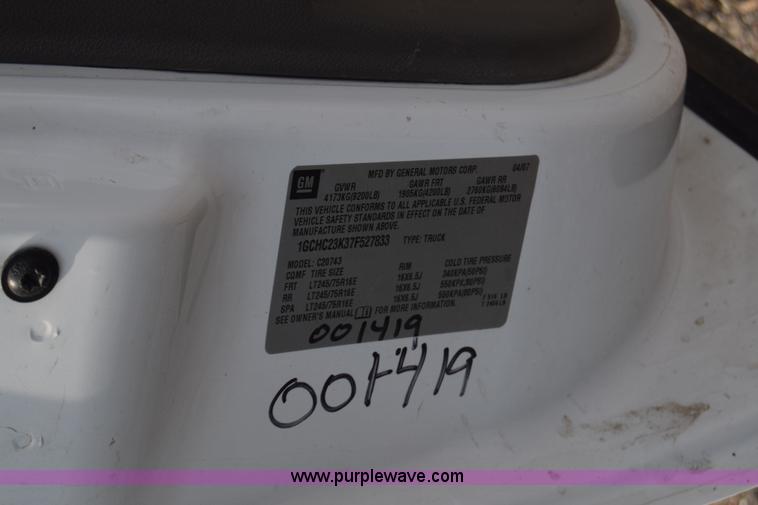 GM MFD BY GENERAL MOTORS CORP. 04/07
GVWR GAWR FRT GAWR RR
4173KG(9200LB) 1905KG(4200LB) 2760KG(6084LB)
THIS VEHICLE CONFORMS TO ALL APPLICABLE U.S. FEDERAL MOTOR
VEHICLE SAFETY STANDARDS IN EFFECT ON THE DATE OF
MANUFACTURE SHOWN ABOVE.
1GCHC23K37F527833 TYPE: TRUCK
MODEL: C20743
TIRE SIZE RIM COLD TIRE PRESSURE
FRT LT245/75R16E 16X6.5J 340KPA(50PSI)
RR LT245/75R16E 16X6.5J 550KPA(80PSI)
SPA LT245/75R16E 16X6.5J 550KPA(80PSI)
SEE OWNER'S MANUAL FOR MORE INFORMATION.
001419
001419
www.purplewave.com